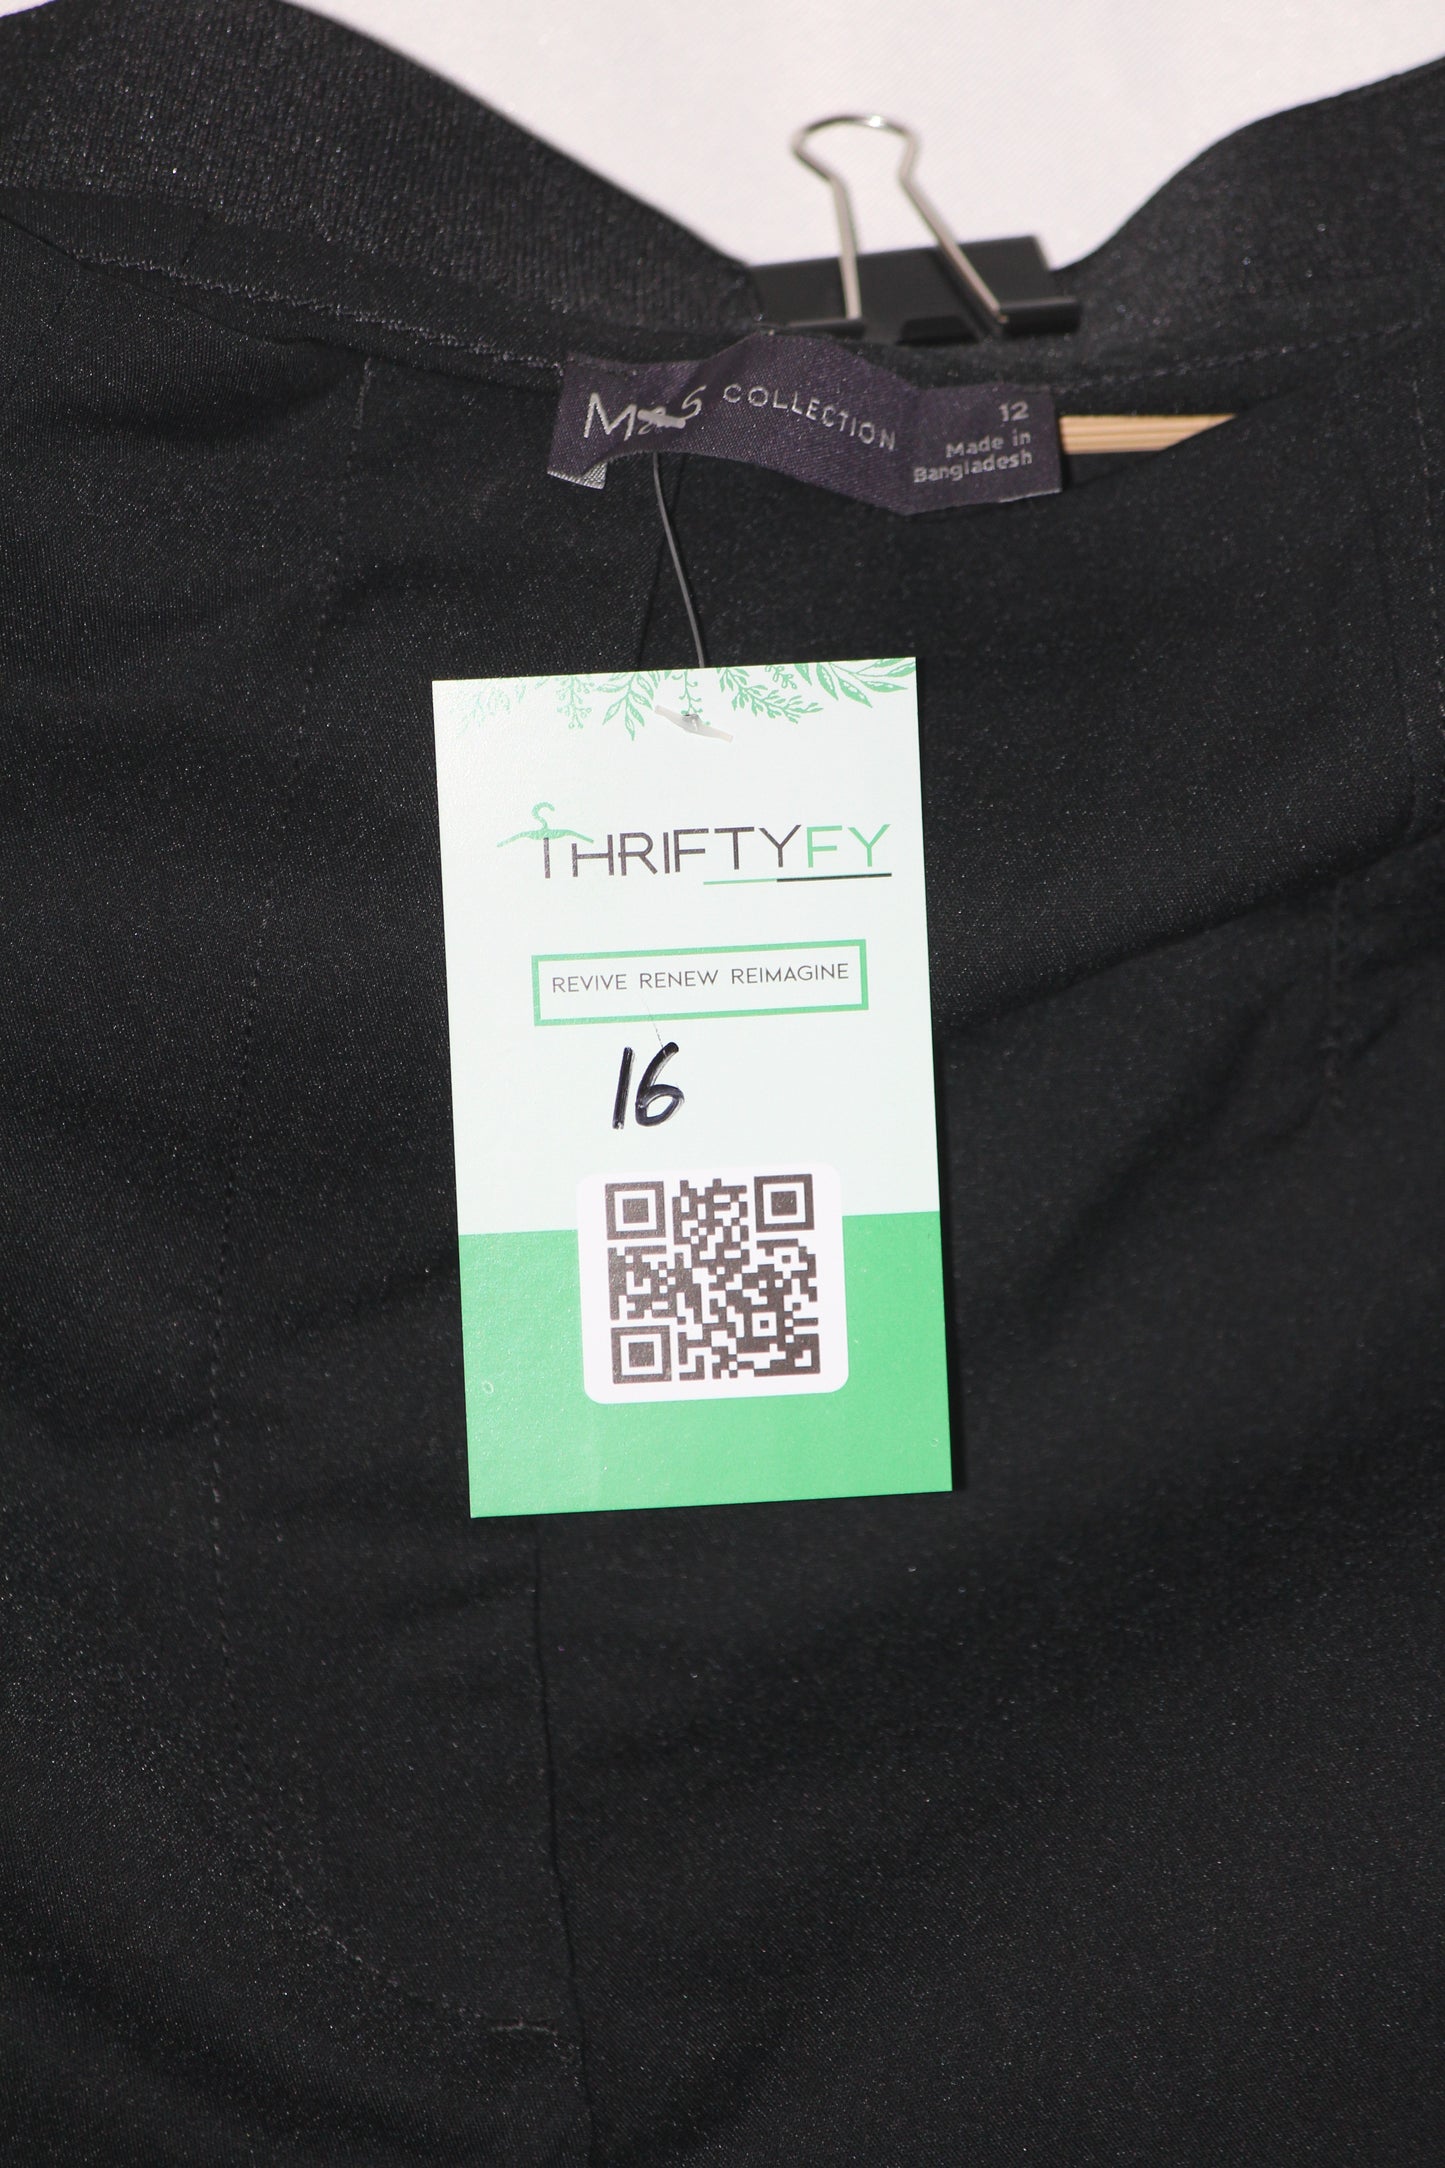 M&S COLLECTION
12
Made in
Bangladesh
THRIFTYFY
REVIVE RENEW REIMAGINE
16